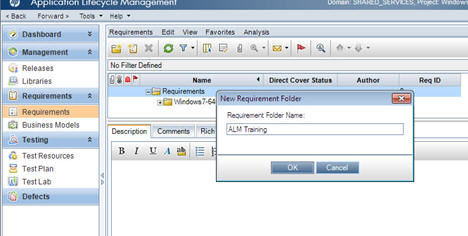 Application Lifecycle Management
Domain: SHARED_SERVICES, Project: Windows
< Back Forward > Tools Help
Dashboard
Management
Releases
Libraries
Requirements
Requirements
Business Models
Testing
Test Resources
Test Plan
Test Lab
Defects
Requirements Edit View Favorites Analysis
No Filter Defined
Name Direct Cover Status Author Req ID
Requirements
Windows7-64
New Requirement Folder
Requirement Folder Name:
ALM Training
OK Cancel
Description Comments Rich
B I U A ab